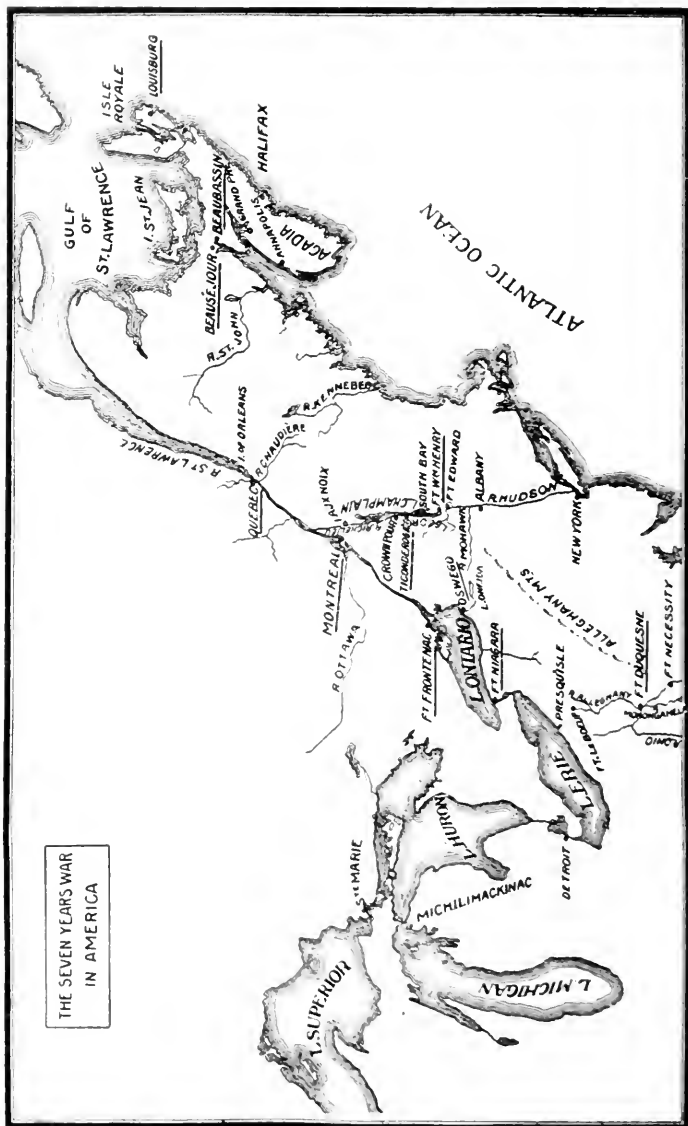 THE SEVEN YEARS WAR
IN AMERICA
GULF
OF
ST. LAWRENCE
ISLE
ROYALE
LOUISBURG
I. ST. JEAN
BEAUSEJOUR
BEAUBASSIN
GRAND PRÉ
ANNAPOLIS
ACADIA
HALIFAX
ATLANTIC OCEAN
R. ST. JOHN
R. KENNEBEC
R. CHAUDIÈRE
R. ST LAWRENCE
I. OF ORLEANS
QUEBEC
MONTREAL
I. AUX NOIX
L. CHAMPLAIN
CROWN POINT
TICONDEROGA
SOUTH BAY
FT WM HENRY
FT EDWARD
ALBANY
R. HUDSON
NEW YORK
R. MOHAWK
OSWEGO
ALLEGHANY MTS
R. OTTAWA
FT FRONTENAC
L. ONTARIO
FT NIAGARA
PRESQU'ISLE
R. ALLEGHANY
FT DUQUESNE
FT NECESSITY
R. OHIO
L. ERIE
DETROIT
L. HURON
STE MARIE
MICHILIMACKINAC
L. SUPERIOR
L. MICHIGAN